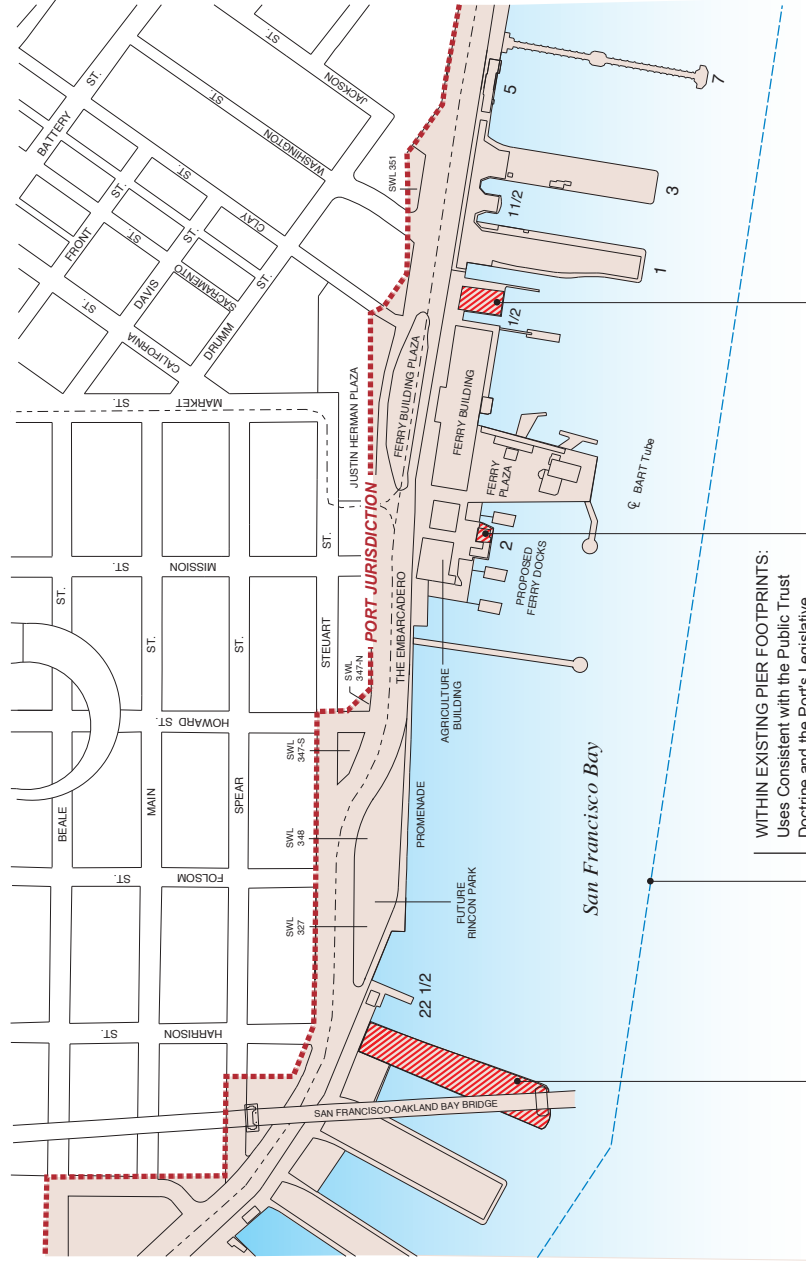 BATTERY
ST.
FRONT
ST.
DAVIS
ST.
DRUMM
ST.
JACKSON
ST.
WASHINGTON
ST.
CLAY
ST.
SACRAMENTO
ST.
CALIFORNIA
ST.
MARKET
ST.
MISSION
ST.
HOWARD ST.
FOLSOM
ST.
HARRISON
ST.
BEALE
ST.
MAIN
ST.
SPEAR
ST.
STEUART
ST.
JUSTIN HERMAN PLAZA
PORT JURISDICTION
SWL 351
SWL
347-N
SWL
347-S
SWL
348
SWL
327
FERRY BUILDING PLAZA
FERRY BUILDING
FERRY
PLAZA
THE EMBARCADERO
AGRICULTURE
BUILDING
PROMENADE
FUTURE
RINCON PARK
PROPOSED
FERRY DOCKS
2
1/2
1
11/2
3
5
7
22 1/2
SAN FRANCISCO-OAKLAND BAY BRIDGE
San Francisco Bay
℄ BART Tube
WITHIN EXISTING PIER FOOTPRINTS:
Uses Consistent with the Public Trust
Doctrine and the Port's Legislative